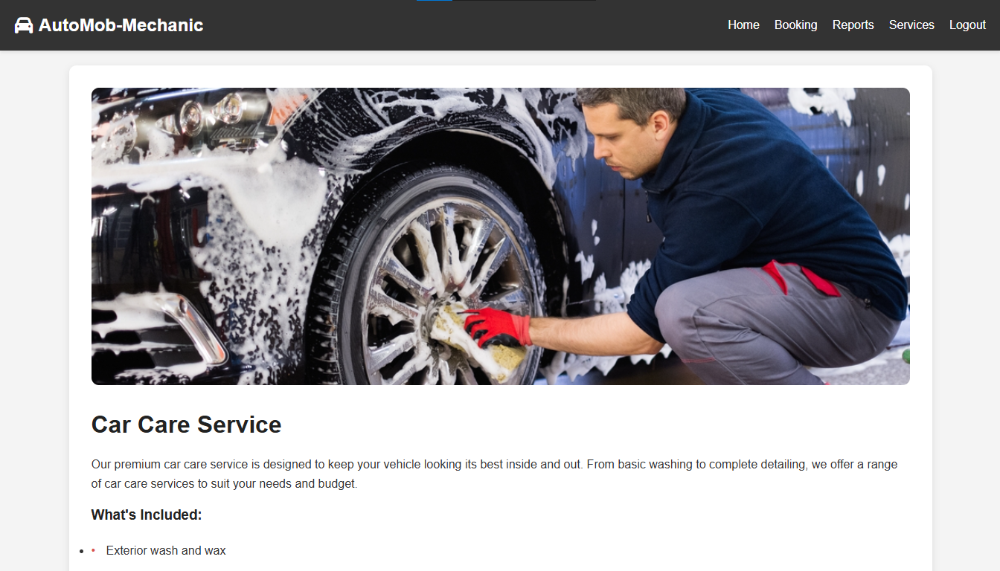 AutoMob-Mechanic
Home Booking Reports Services Logout
Car Care Service
Our premium car care service is designed to keep your vehicle looking its best inside and out. From basic washing to complete detailing, we offer a range
of car care services to suit your needs and budget.
What's Included:
• • Exterior wash and wax